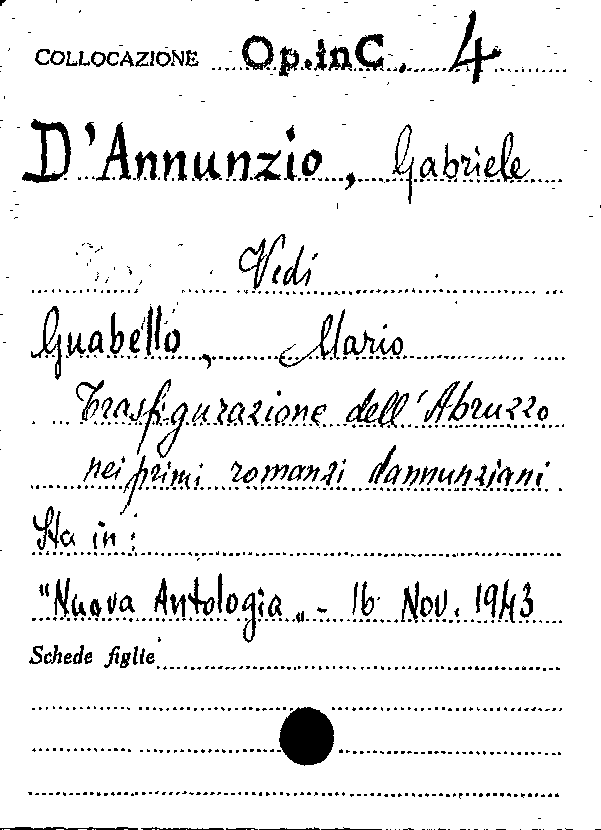 COLLOCAZIONE Op.inC. 4
D'Annunzio, Gabriele
Vedi
Guabello, Mario
Trasfigurazione dell'Abruzzo
nei primi romanzi dannunziani
Sta in:
"Nuova Antologia„ - 16 Nov. 1943
Schede figlie